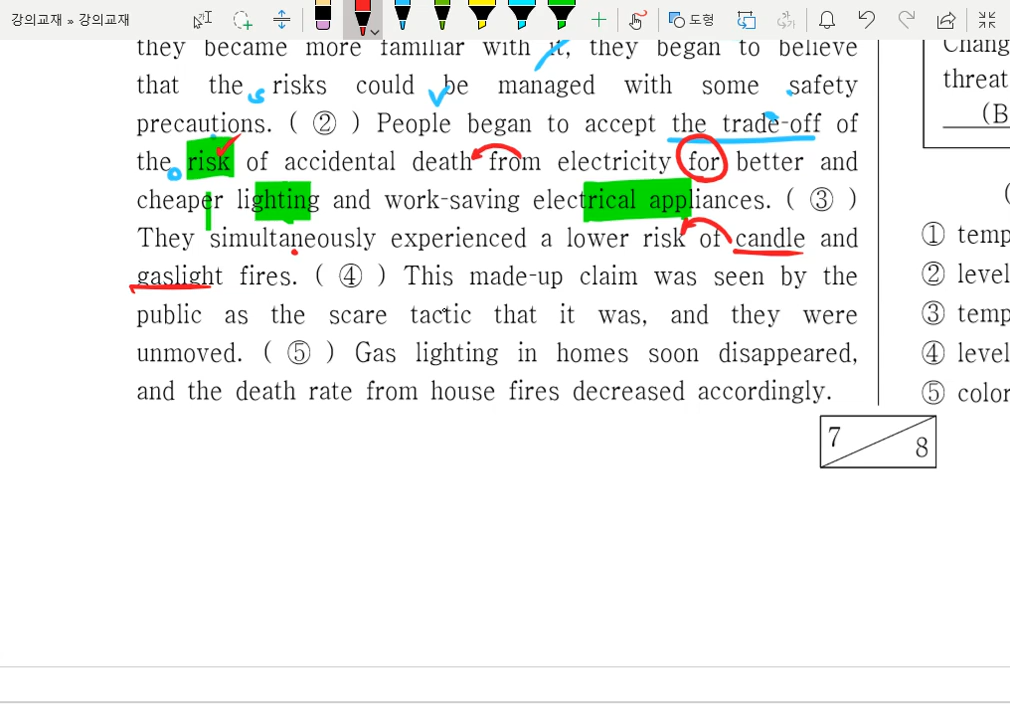 강의교재 » 강의교재
도형
they became more familiar with it, they began to believe
that the risks could be managed with some safety
precautions. ( ② ) People began to accept the trade-off of
the risk of accidental death from electricity for better and
cheaper lighting and work-saving electrical appliances. ( ③ )
They simultaneously experienced a lower risk of candle and
gaslight fires. ( ④ ) This made-up claim was seen by the
public as the scare tactic that it was, and they were
unmoved. ( ⑤ ) Gas lighting in homes soon disappeared,
and the death rate from house fires decreased accordingly.
7 8
Chang
threat
(B
(
① temp
② level
③ temp
④ level
⑤ color